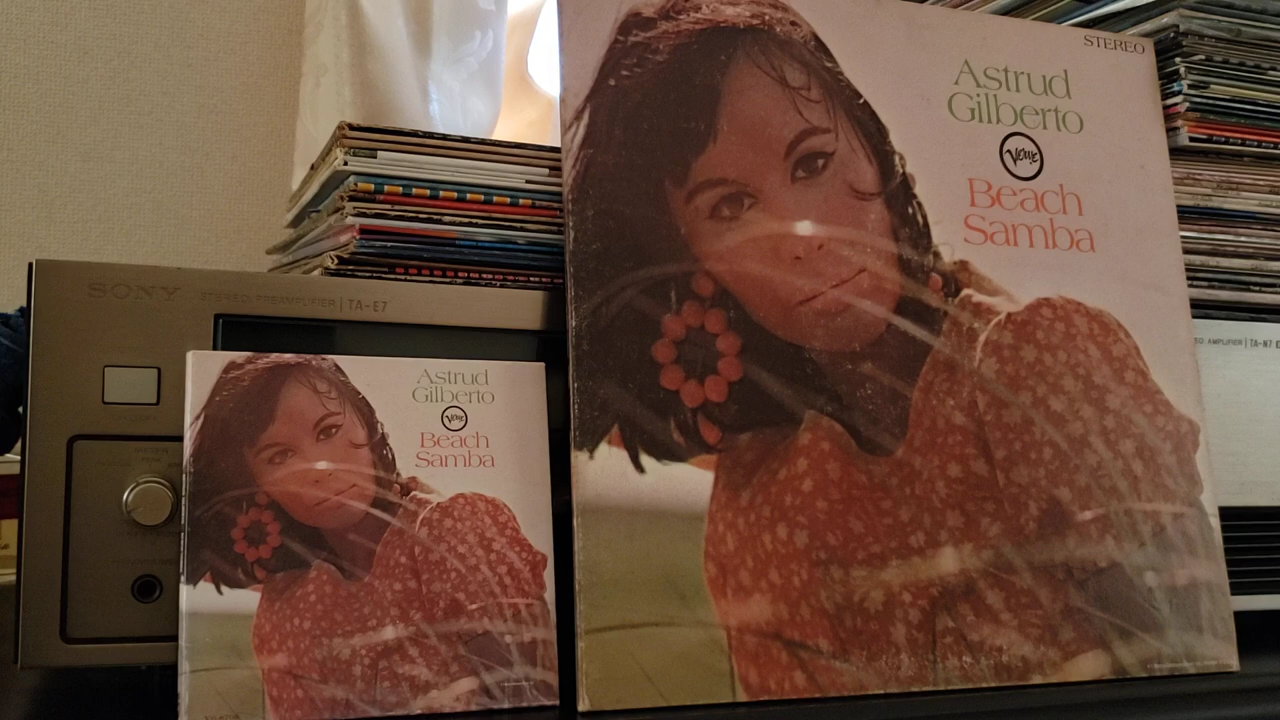 SONY STEREO PREAMPLIFIER | TA-E7
Astrud
Gilberto
Verve
Beach
Samba
STEREO
Astrud
Gilberto
Verve
Beach
Samba
AMPLIFIER | TA-N7